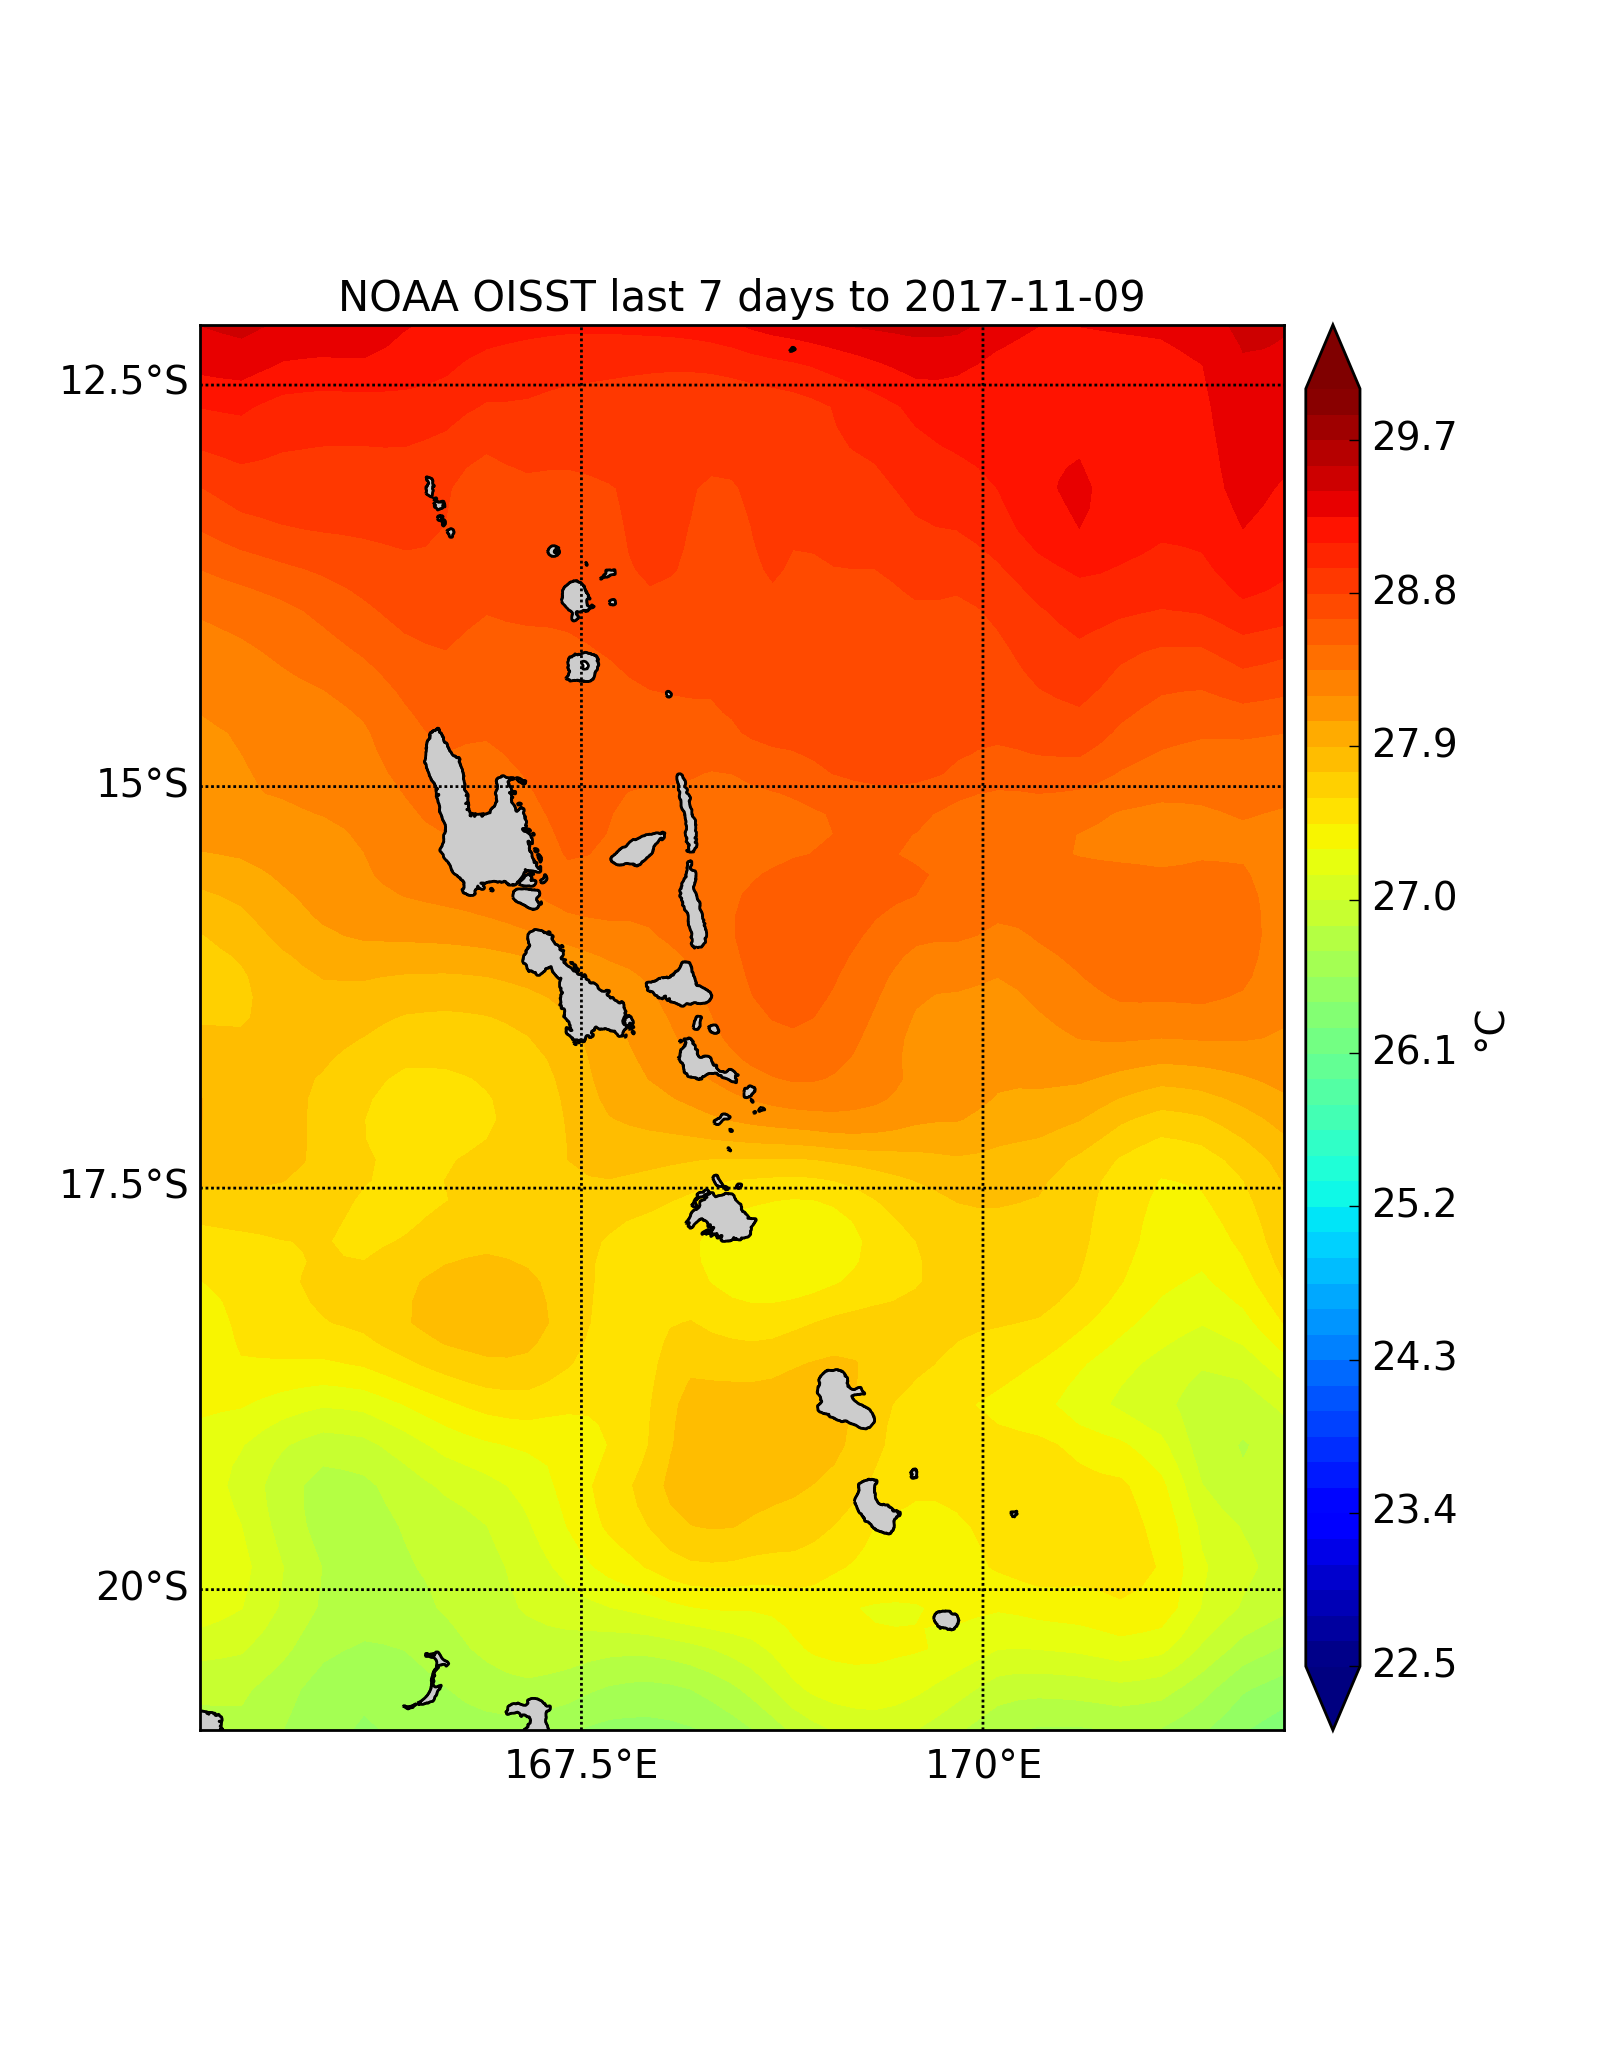 NOAA OISST last 7 days to 2017-11-09
12.5°S
15°S
17.5°S
20°S
167.5°E
170°E
29.7
28.8
27.9
27.0
26.1
25.2
24.3
23.4
22.5
°C